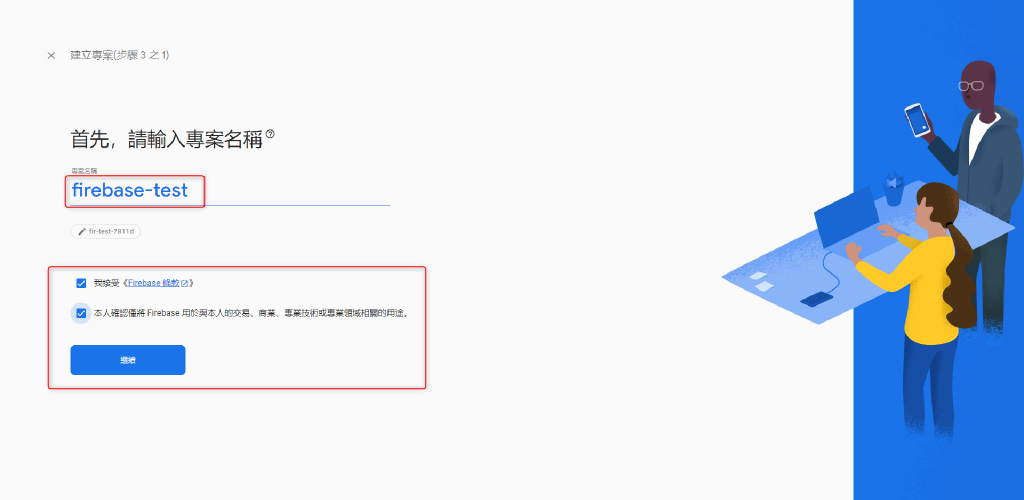 建立專案(步驟 3 之 1)
首先，請輸入專案名稱
專案名稱
firebase-test
fir-test-7811d
我接受《Firebase 條款》
本人確認僅將 Firebase 用於與本人的交易、商業、專業技術或專業領域相關的用途。
繼續